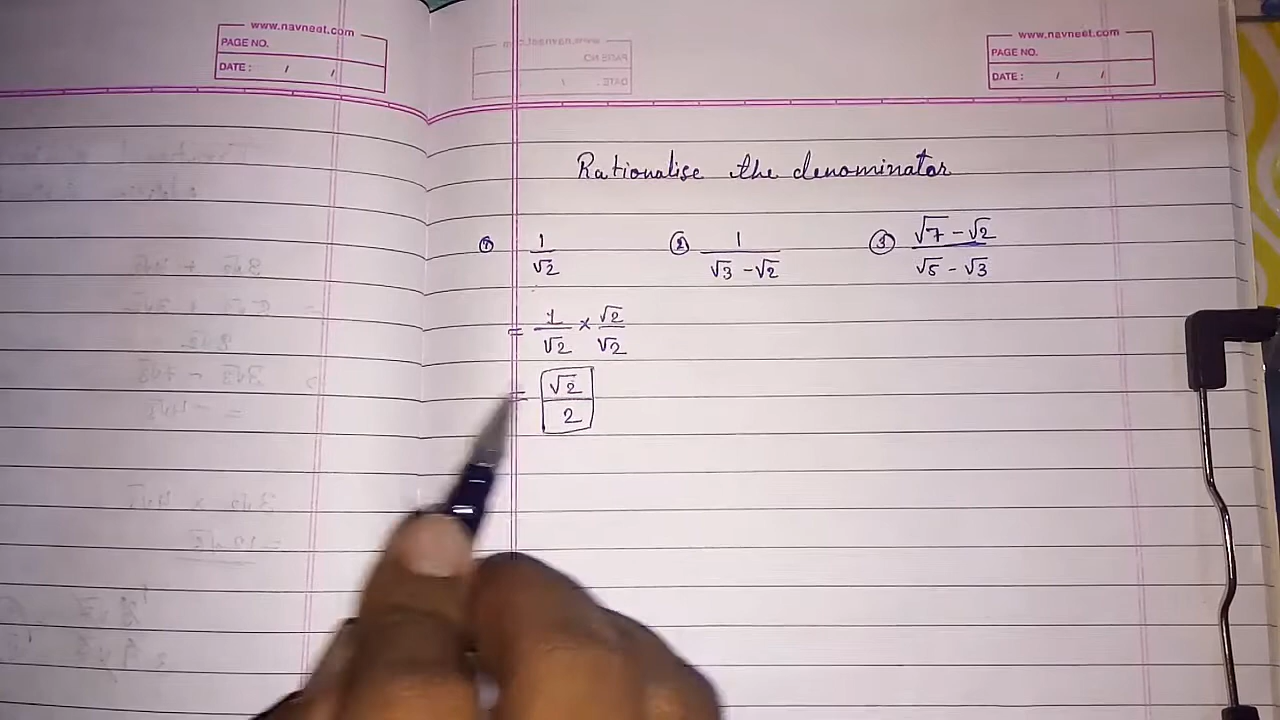 www.navneet.com
PAGE NO.
DATE : / /
www.navneet.com
PAGE NO.
DATE : / /
Rationalise the denominator
① 1/√2 ② 1/(√3 - √2) ③ (√7 - √2)/(√5 - √3)
= 1/√2 × √2/√2
= √2/2